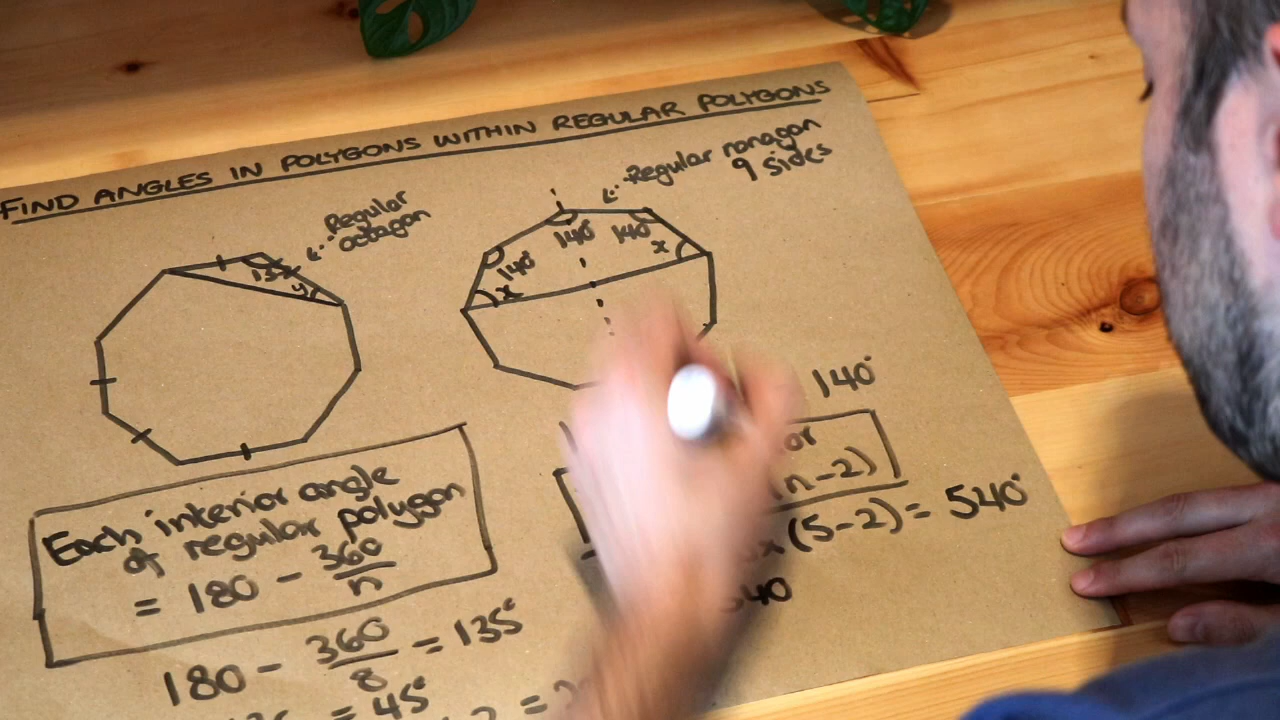 FIND ANGLES IN POLYGONS WITHIN REGULAR POLYGONS
Regular
octagon
y
Regular nonagon
9 sides
140°
140°
140°
x
x
Each interior angle
of regular polygon
= 180 - 360/n
180 - 360/8 = 135°
= 45°
140°
(n-2)
(5-2) = 540°
540